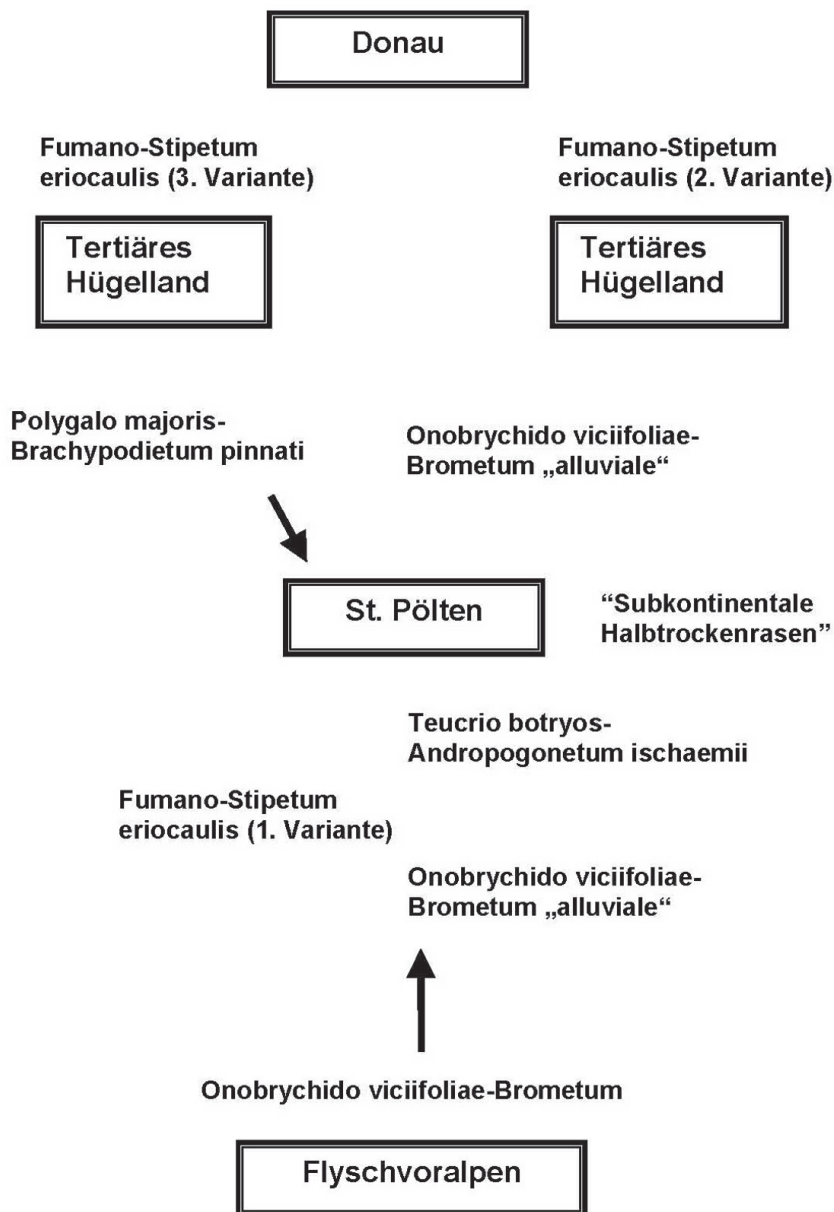 Donau
Fumano-Stipetum
eriocaulis (3. Variante)
Fumano-Stipetum
eriocaulis (2. Variante)
Tertiäres
Hügelland
Tertiäres
Hügelland
Polygalo majoris-
Brachypodietum pinnati
Onobrychido viciifoliae-
Brometum „alluviale“
St. Pölten
“Subkontinentale
Halbtrockenrasen”
Teucrio botryos-
Andropogonetum ischaemii
Fumano-Stipetum
eriocaulis (1. Variante)
Onobrychido viciifoliae-
Brometum „alluviale“
Onobrychido viciifoliae-Brometum
Flyschvoralpen